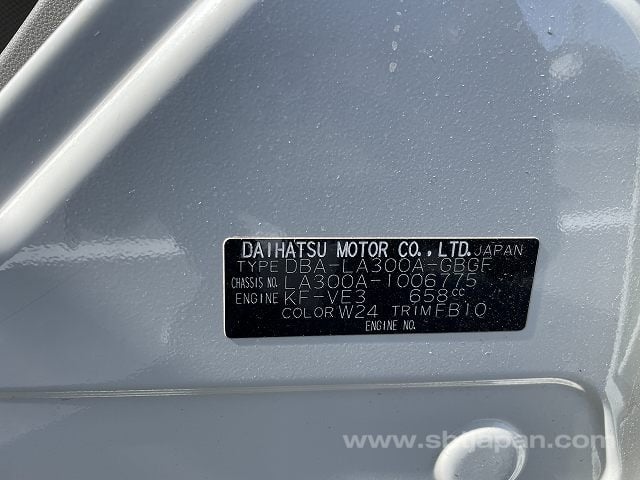 DAIHATSU MOTOR CO., LTD. JAPAN
TYPE DBA-LA300A-GBGF
CHASSIS NO. LA300A-1006775
ENGINE KF-VE3 658cc
COLOR W24 TRIM FB10
ENGINE NO.
www.sbtjapan.com